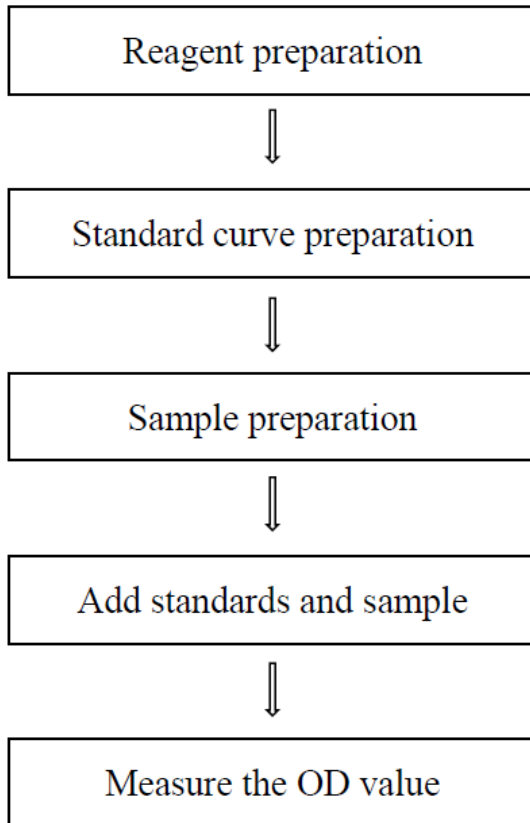 Reagent preparation
Standard curve preparation
Sample preparation
Add standards and sample
Measure the OD value